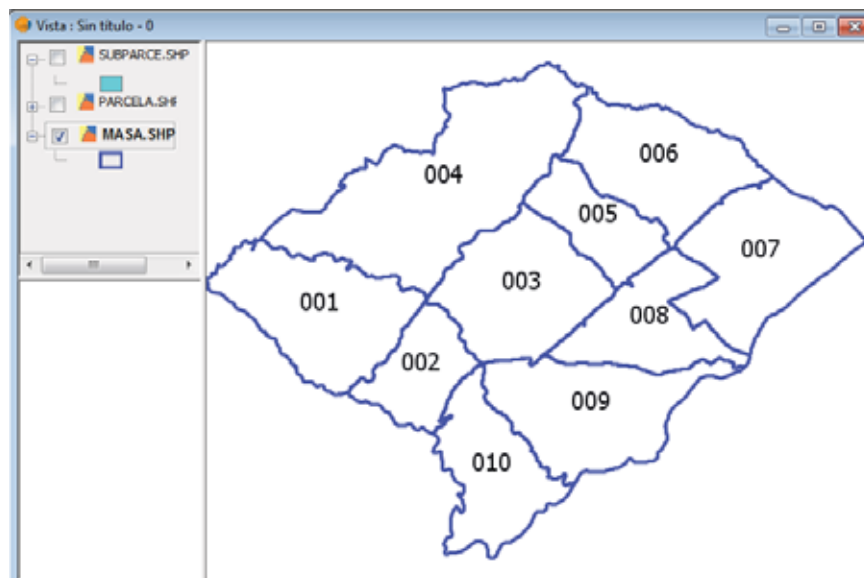 Vista : Sin título - 0
SUBPARCE.SHP
PARCELA.SHF
MASA.SHP
004
006
005
007
003
001
008
002
009
010